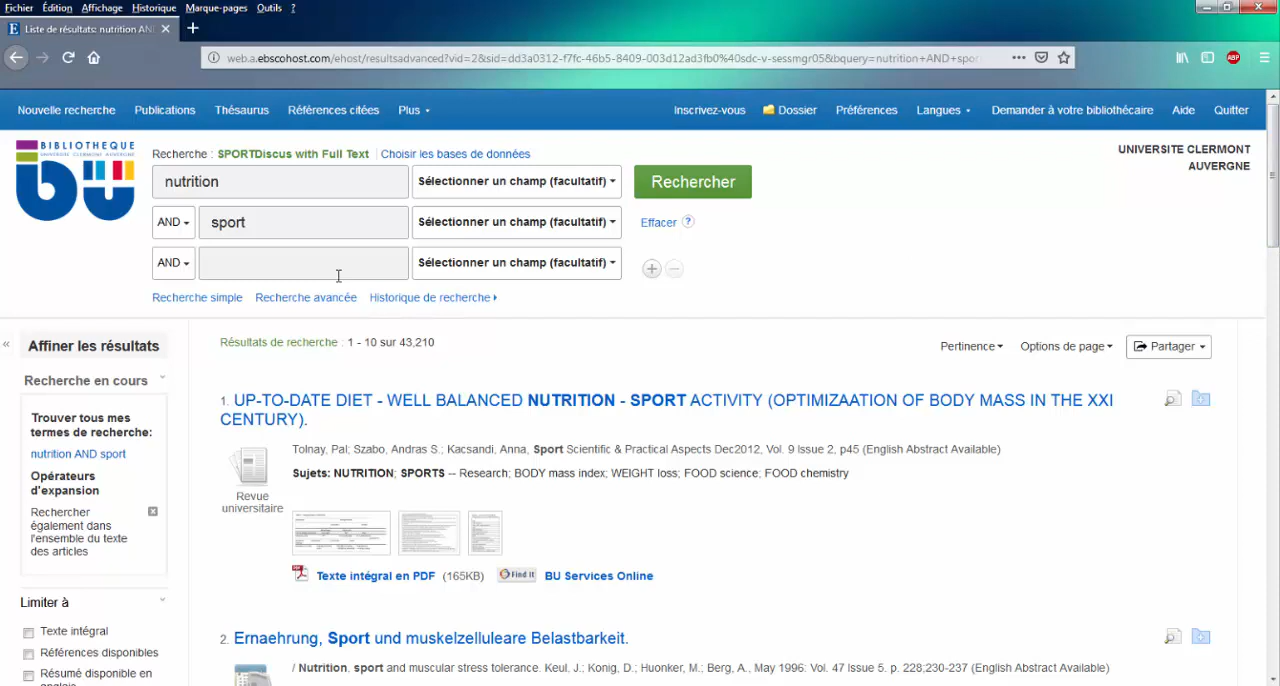 Fichier Édition Affichage Historique Marque-pages Outils ?
Liste de résultats: nutrition AN
web.a.ebscohost.com/ehost/resultsadvanced?vid=2&sid=dd3a0312-f7fc-46b5-8409-003d12ad3fb0%40sdc-v-sessmgr05&bquery=nutrition+AND+spo
ABP
Nouvelle recherche Publications Thésaurus Références citées Plus Inscrivez-vous Dossier Préférences Langues Demander à votre bibliothécaire Aide Quitter
BIBLIOTHEQUE
UNIVERSITE CLERMONT AUVERGNE
bu
Recherche : SPORTDiscus with Full Text Choisir les bases de données
UNIVERSITE CLERMONT
AUVERGNE
nutrition Sélectionner un champ (facultatif) Rechercher
AND sport Sélectionner un champ (facultatif) Effacer ?
AND Sélectionner un champ (facultatif)
Recherche simple Recherche avancée Historique de recherche
Affiner les résultats
Recherche en cours
Trouver tous mes
termes de recherche:
nutrition AND sport
Opérateurs
d'expansion
Rechercher
également dans
l'ensemble du texte
des articles
Limiter à
Texte intégral
Références disponibles
Résumé disponible en
anglais
Résultats de recherche : 1 - 10 sur 43,210
Pertinence Options de page Partager
1. UP-TO-DATE DIET - WELL BALANCED NUTRITION - SPORT ACTIVITY (OPTIMIZAATION OF BODY MASS IN THE XXI
CENTURY).
Tolnay, Pal; Szabo, Andras S.; Kacsandi, Anna, Sport Scientific & Practical Aspects Dec2012, Vol. 9 Issue 2, p45 (English Abstract Available)
Sujets: NUTRITION; SPORTS -- Research; BODY mass index; WEIGHT loss; FOOD science; FOOD chemistry
Revue
universitaire
Texte intégral en PDF (165KB) Find it BU Services Online
2. Ernaehrung, Sport und muskelzelluleare Belastbarkeit.
/ Nutrition, sport and muscular stress tolerance. Keul, J.; Konig, D.; Huonker, M.; Berg, A., May 1996: Vol. 47 Issue 5. p. 228;230-237 (English Abstract Available)